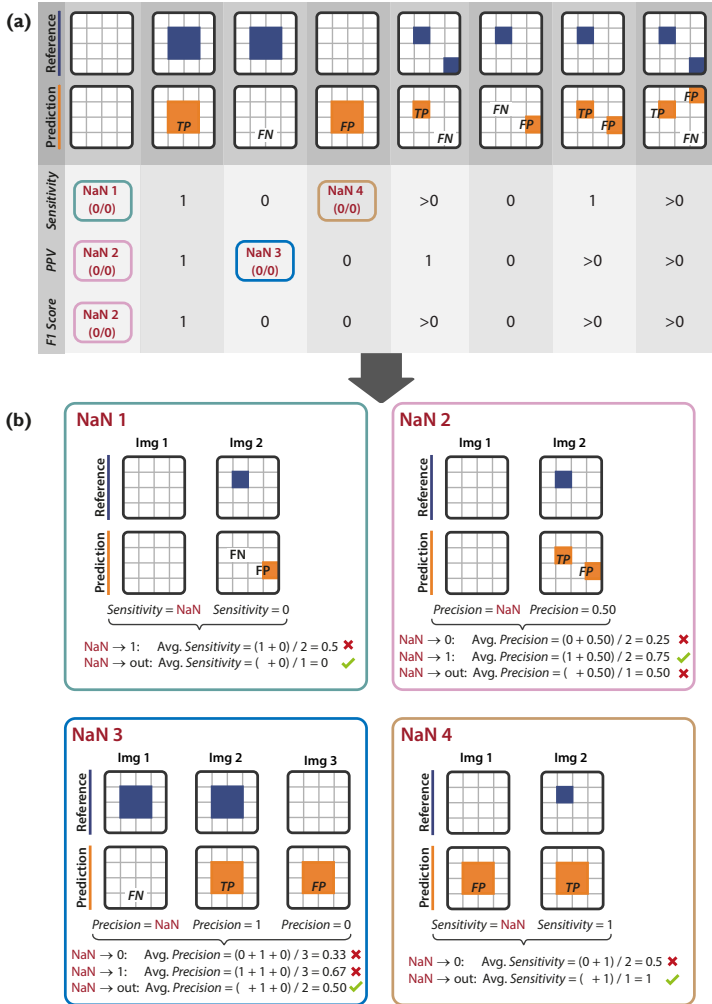 (a)
Reference
Prediction
TP
FN
FP
TP
FN
FN
FP
TP
FP
FP
TP
FN
Sensitivity
NaN 1
(0/0)
1
0
NaN 4
(0/0)
>0
0
1
>0
PPV
NaN 2
(0/0)
1
NaN 3
(0/0)
0
1
0
>0
>0
F1 Score
NaN 2
(0/0)
1
0
0
>0
0
>0
>0
(b)
NaN 1
Img 1
Img 2
Reference
Prediction
FN
FP
Sensitivity = NaN
Sensitivity = 0
NaN → 1: Avg. Sensitivity = (1 + 0) / 2 = 0.5
NaN → out: Avg. Sensitivity = ( + 0) / 1 = 0
NaN 2
Img 1
Img 2
Reference
Prediction
TP
FP
Precision = NaN
Precision = 0.50
NaN → 0: Avg. Precision = (0 + 0.50) / 2 = 0.25
NaN → 1: Avg. Precision = (1 + 0.50) / 2 = 0.75
NaN → out: Avg. Precision = ( + 0.50) / 1 = 0.50
NaN 3
Img 1
Img 2
Img 3
Reference
Prediction
FN
TP
FP
Precision = NaN
Precision = 1
Precision = 0
NaN → 0: Avg. Precision = (0 + 1 + 0) / 3 = 0.33
NaN → 1: Avg. Precision = (1 + 1 + 0) / 3 = 0.67
NaN → out: Avg. Precision = ( + 1 + 0) / 2 = 0.50
NaN 4
Img 1
Img 2
Reference
Prediction
FP
TP
Sensitivity = NaN
Sensitivity = 1
NaN → 0: Avg. Sensitivity = (0 + 1) / 2 = 0.5
NaN → out: Avg. Sensitivity = ( + 1) / 1 = 1